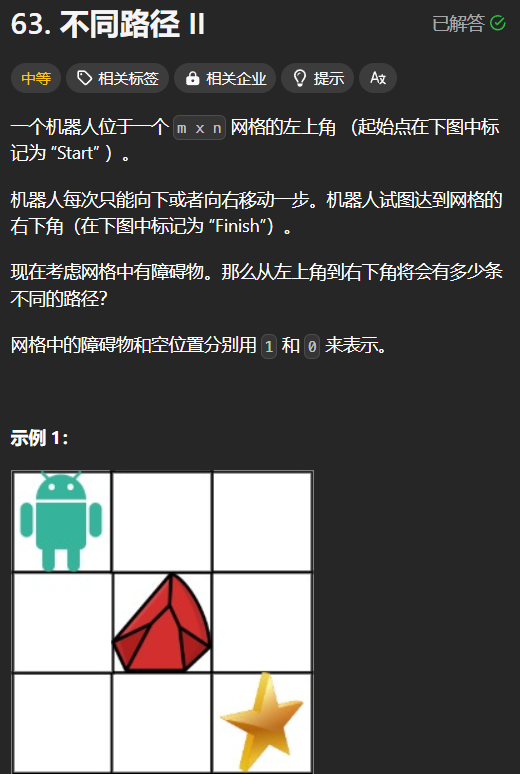 63. 不同路径 II
已解答
中等 相关标签 相关企业 提示 A文
一个机器人位于一个 m x n 网格的左上角 （起始点在下图中标
记为 “Start” ）。
机器人每次只能向下或者向右移动一步。机器人试图达到网格的
右下角（在下图中标记为 “Finish”）。
现在考虑网格中有障碍物。那么从左上角到右下角将会有多少条
不同的路径？
网格中的障碍物和空位置分别用 1 和 0 来表示。
示例 1：